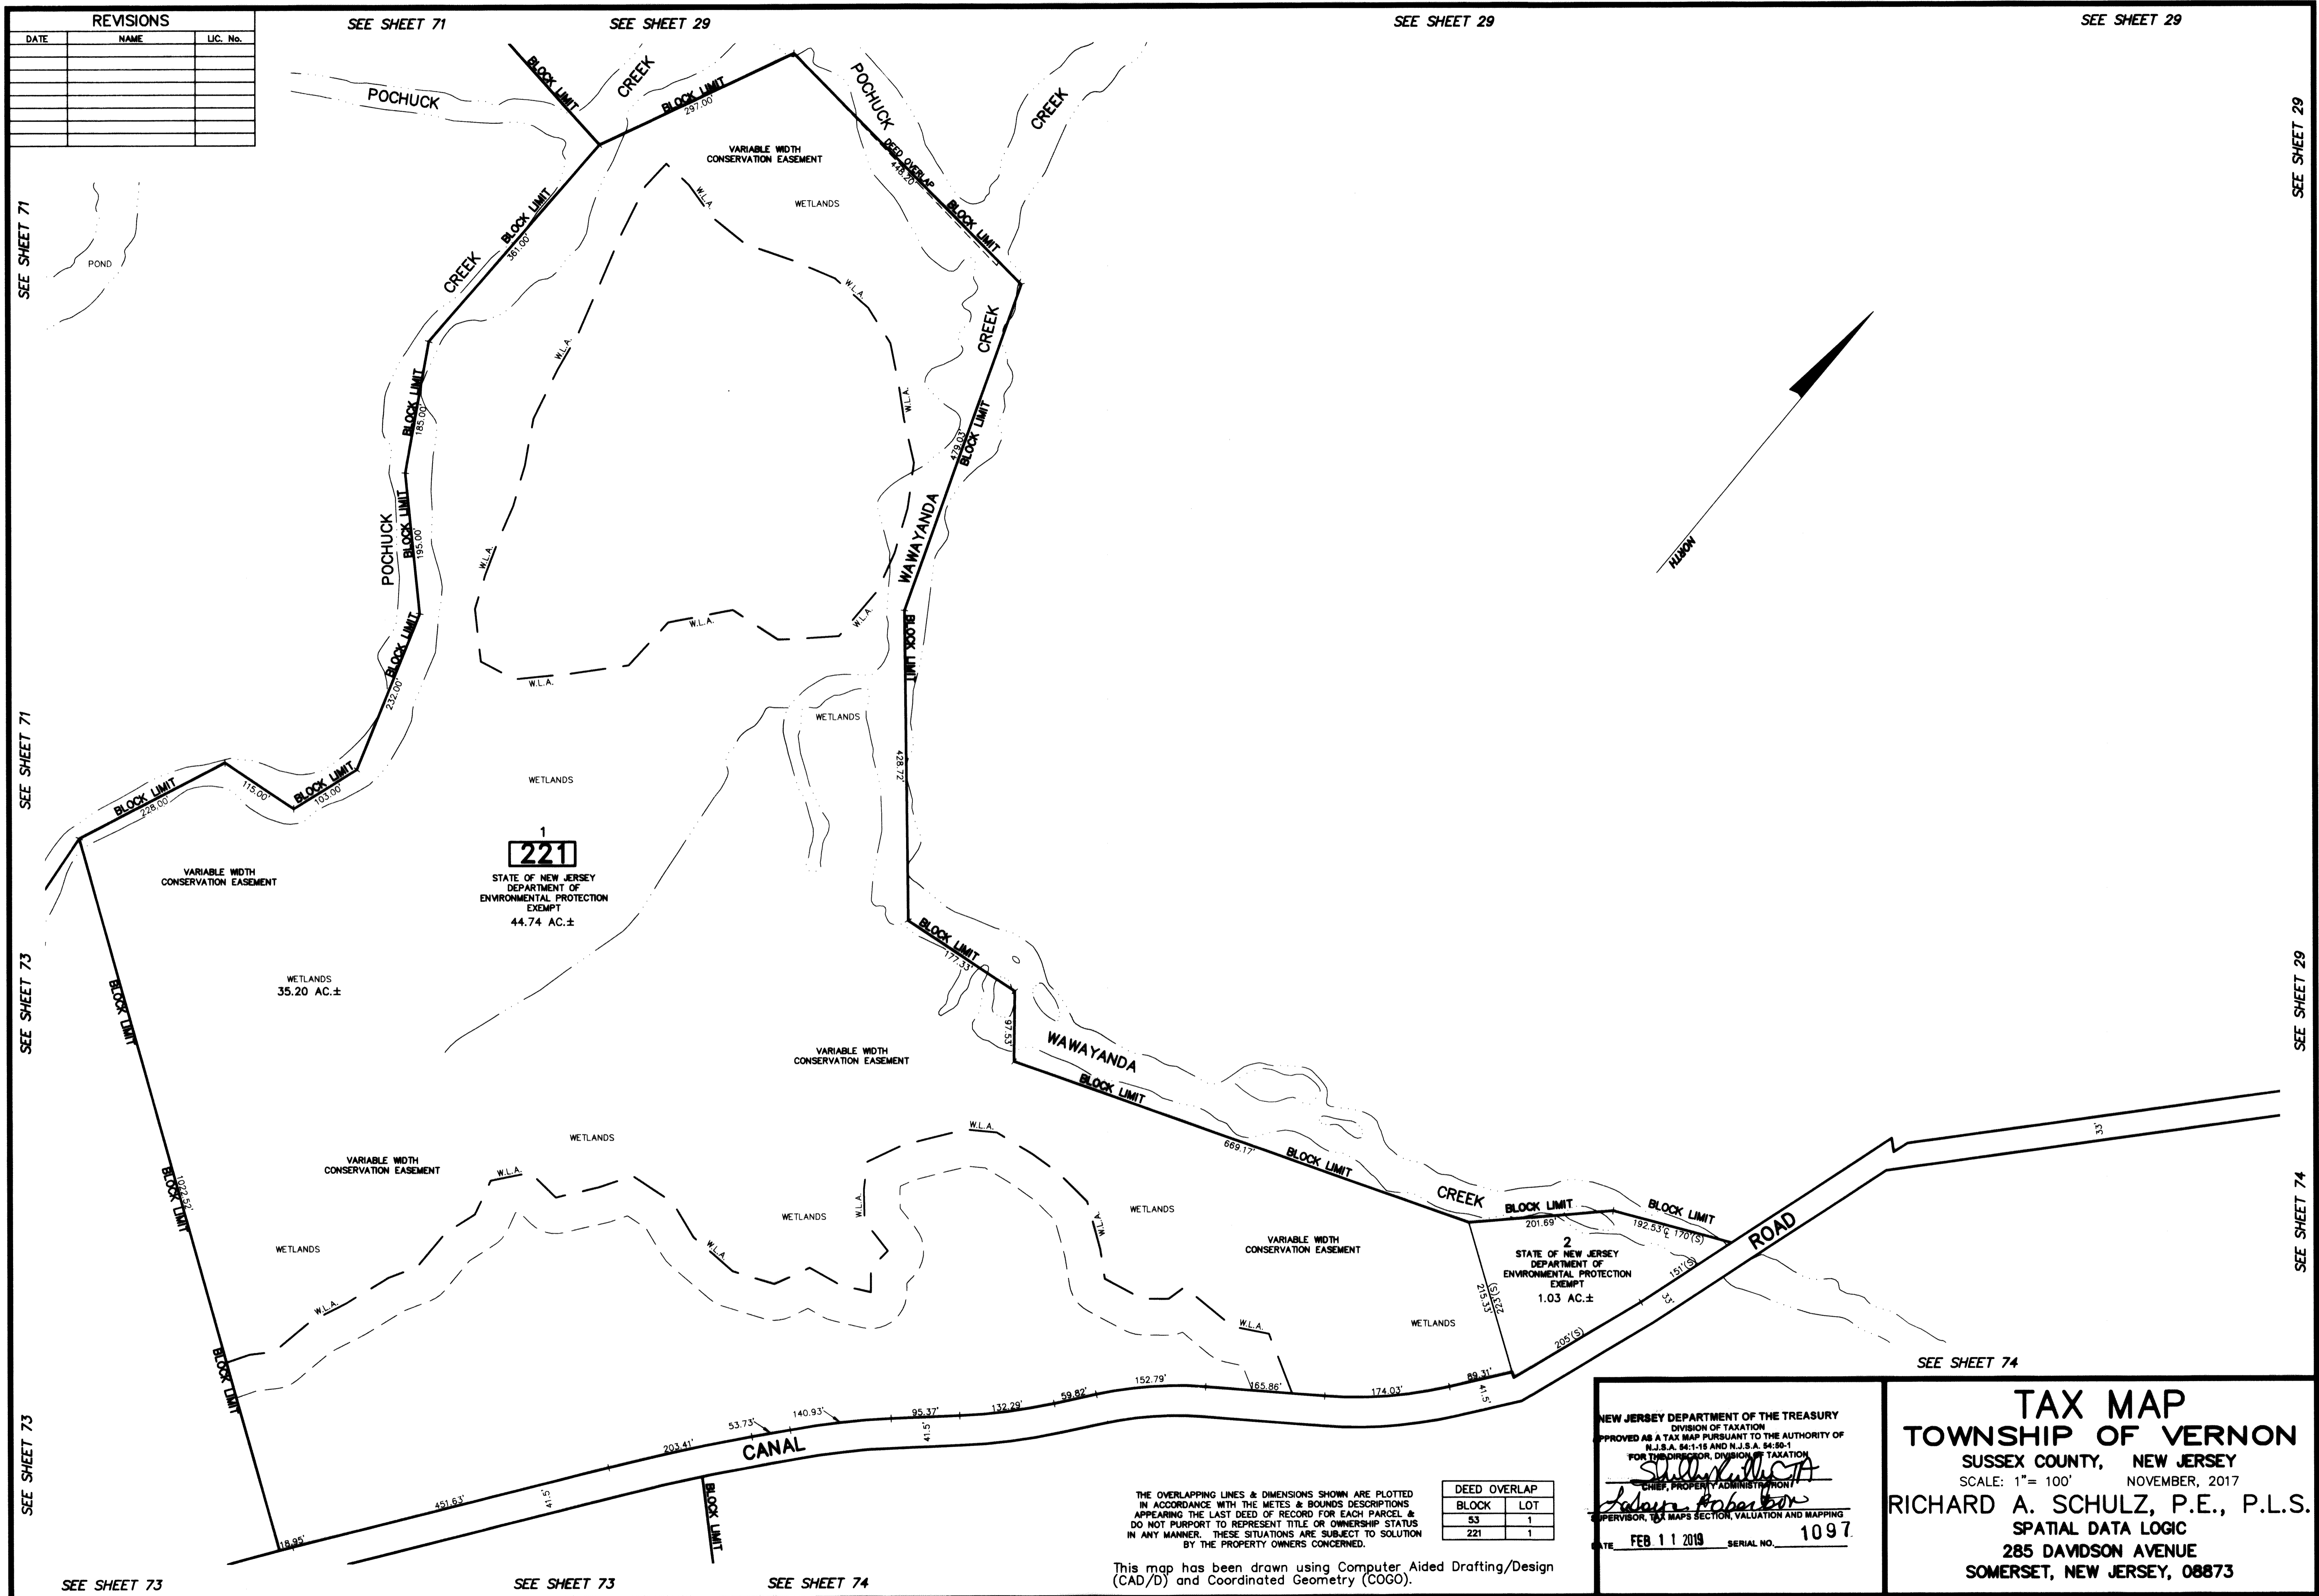 REVISIONS
DATE NAME LIC. No.
SEE SHEET 71
SEE SHEET 29
SEE SHEET 29
SEE SHEET 29
SEE SHEET 29
SEE SHEET 71
POCHUCK
CREEK
BLOCK LIMIT
BLOCK LIMIT
297.00'
POCHUCK
CREEK
DEED OVERLAP
448.20'
BLOCK LIMIT
VARIABLE WIDTH
CONSERVATION EASEMENT
W.L.A.
WETLANDS
POND
CREEK
BLOCK LIMIT
361.00'
W.L.A.
CREEK
W.L.A.
W.L.A.
BLOCK LIMIT
185.00'
479.03'
BLOCK LIMIT
POCHUCK
BLOCK LIMIT
195.00'
W.L.A.
WAWAYANDA
NORTH
BLOCK LIMIT
232.00'
W.L.A.
W.L.A.
W.L.A.
BLOCK LIMIT
428.72'
WETLANDS
SEE SHEET 71
BLOCK LIMIT
228.00'
115.00'
BLOCK LIMIT
103.00'
WETLANDS
1
221
STATE OF NEW JERSEY
DEPARTMENT OF
ENVIRONMENTAL PROTECTION
EXEMPT
44.74 AC.±
VARIABLE WIDTH
CONSERVATION EASEMENT
BLOCK LIMIT
177.33'
97.53'
WETLANDS
35.20 AC.±
SEE SHEET 73
SEE SHEET 29
BLOCK LIMIT
VARIABLE WIDTH
CONSERVATION EASEMENT
WAWAYANDA
BLOCK LIMIT
669.17'
BLOCK LIMIT
WETLANDS
W.L.A.
VARIABLE WIDTH
CONSERVATION EASEMENT
W.L.A.
BLOCK LIMIT
1022.52'
W.L.A.
WETLANDS
WETLANDS
W.L.A.
CREEK
BLOCK LIMIT
201.69'
BLOCK LIMIT
192.53'℄ 170'(S)
33'
SEE SHEET 74
WETLANDS
W.L.A.
VARIABLE WIDTH
CONSERVATION EASEMENT
2
STATE OF NEW JERSEY
DEPARTMENT OF
ENVIRONMENTAL PROTECTION
EXEMPT
1.03 AC.±
223'(S)
215.33'
151'(S)
ROAD
33'
205'(S)
W.L.A.
W.L.A.
WETLANDS
BLOCK LIMIT
SEE SHEET 74
SEE SHEET 73
18.95'
451.63'
41.5'
203.41'
53.73'
140.93'
CANAL
95.37'
41.5'
132.29'
59.82'
152.79'
165.86'
174.03'
89.31'
41.5'
BLOCK LIMIT
THE OVERLAPPING LINES & DIMENSIONS SHOWN ARE PLOTTED
IN ACCORDANCE WITH THE METES & BOUNDS DESCRIPTIONS
APPEARING THE LAST DEED OF RECORD FOR EACH PARCEL &
DO NOT PURPORT TO REPRESENT TITLE OR OWNERSHIP STATUS
IN ANY MANNER. THESE SITUATIONS ARE SUBJECT TO SOLUTION
BY THE PROPERTY OWNERS CONCERNED.
DEED OVERLAP
BLOCK LOT
53 1
221 1
This map has been drawn using Computer Aided Drafting/Design
(CAD/D) and Coordinated Geometry (COGO).
NEW JERSEY DEPARTMENT OF THE TREASURY
DIVISION OF TAXATION
APPROVED AS A TAX MAP PURSUANT TO THE AUTHORITY OF
N.J.S.A. 54:1-15 AND N.J.S.A. 54:50-1
FOR THE DIRECTOR, DIVISION OF TAXATION
CHIEF, PROPERTY ADMINISTRATION
SUPERVISOR, TAX MAPS SECTION, VALUATION AND MAPPING
DATE FEB 11 2019 SERIAL NO. 1097
TAX MAP
TOWNSHIP OF VERNON
SUSSEX COUNTY, NEW JERSEY
SCALE: 1"= 100' NOVEMBER, 2017
RICHARD A. SCHULZ, P.E., P.L.S.
SPATIAL DATA LOGIC
285 DAVIDSON AVENUE
SOMERSET, NEW JERSEY, 08873
SEE SHEET 73
SEE SHEET 73
SEE SHEET 74